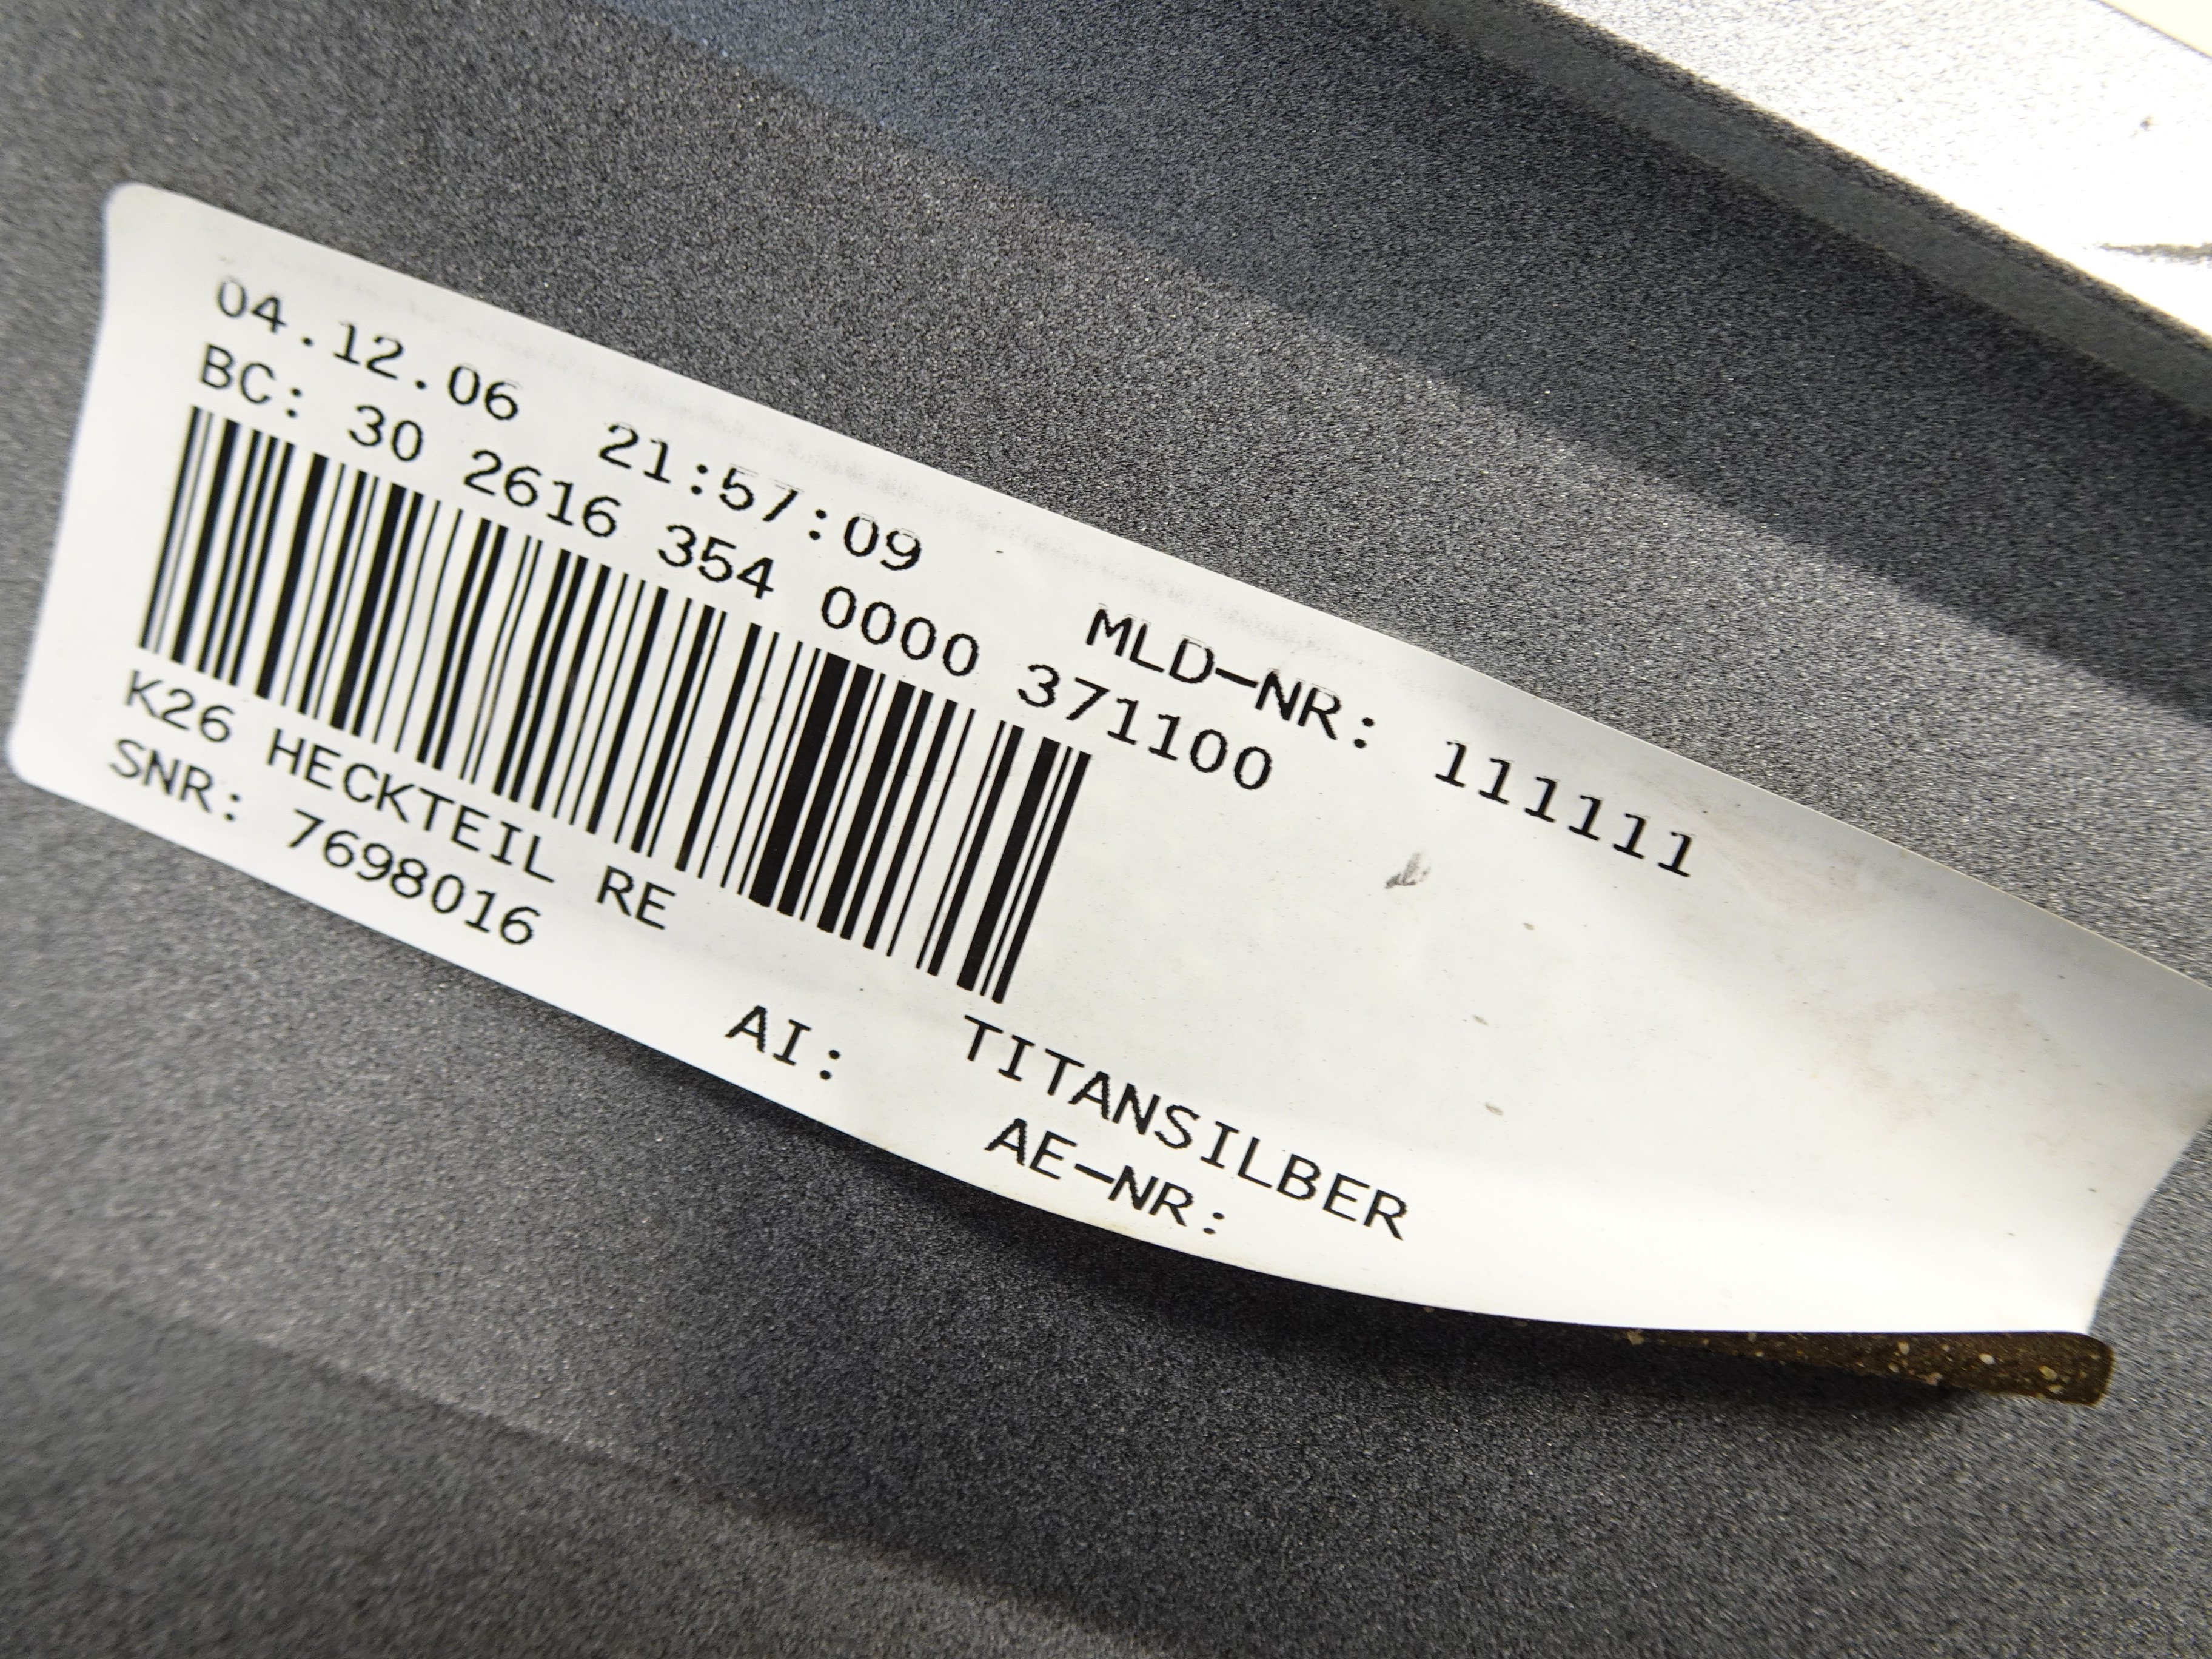 04.12.06 21:57:09 MLD-NR: 111111
BC: 30 2616 354 0000 371100
K26 HECKTEIL RE TITANSILBER
SNR: 7698016 AI: AE-NR: